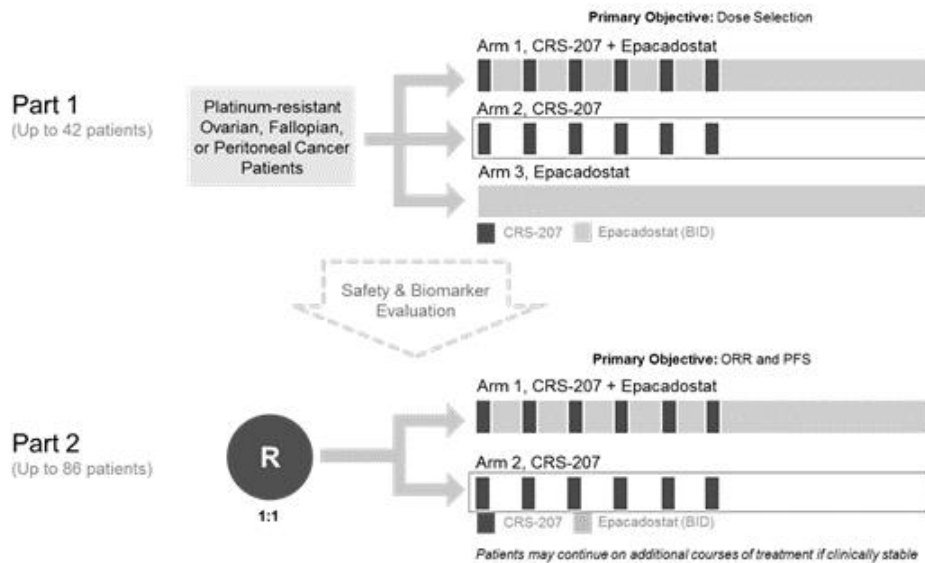 Primary Objective: Dose Selection
Arm 1, CRS-207 + Epacadostat
Part 1
(Up to 42 patients)
Platinum-resistant
Ovarian, Fallopian,
or Peritoneal Cancer
Patients
Arm 2, CRS-207
Arm 3, Epacadostat
CRS-207 Epacadostat (BID)
Safety & Biomarker
Evaluation
Primary Objective: ORR and PFS
Arm 1, CRS-207 + Epacadostat
Part 2
(Up to 86 patients)
R
1:1
Arm 2, CRS-207
CRS-207 Epacadostat (BID)
Patients may continue on additional courses of treatment if clinically stable